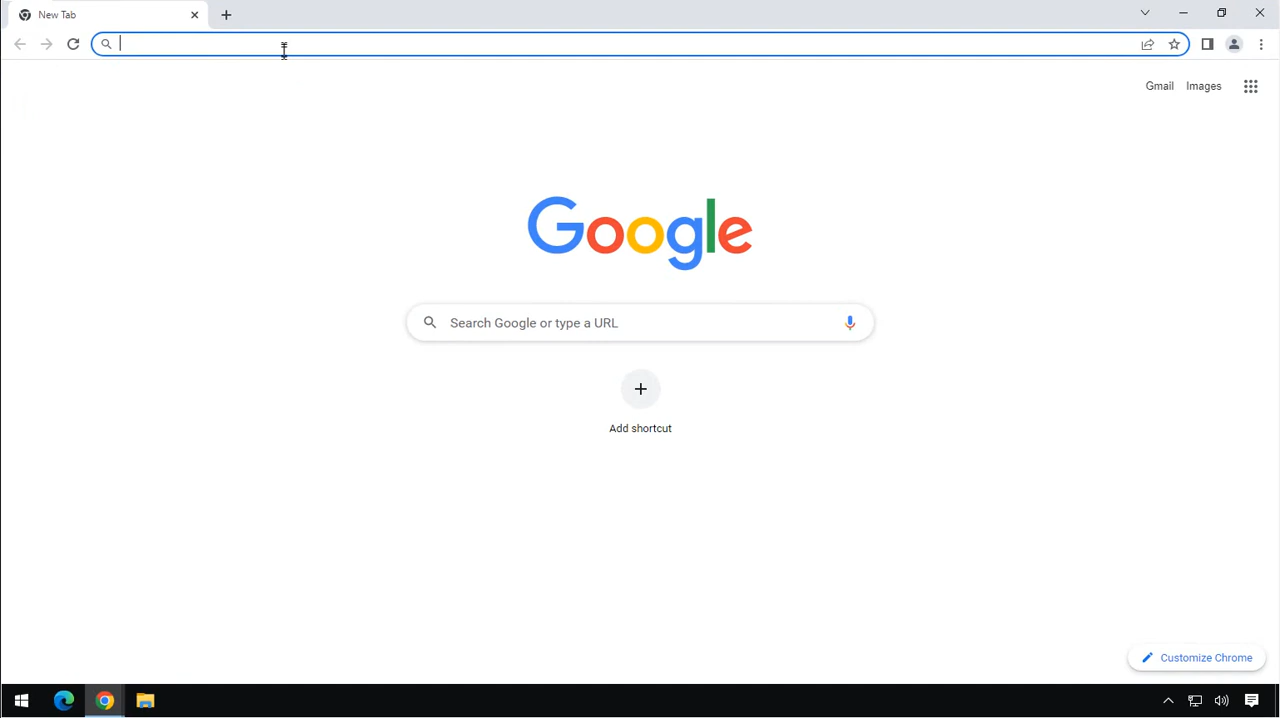 New Tab
Gmail
Images
Google
Search Google or type a URL
Add shortcut
Customize Chrome